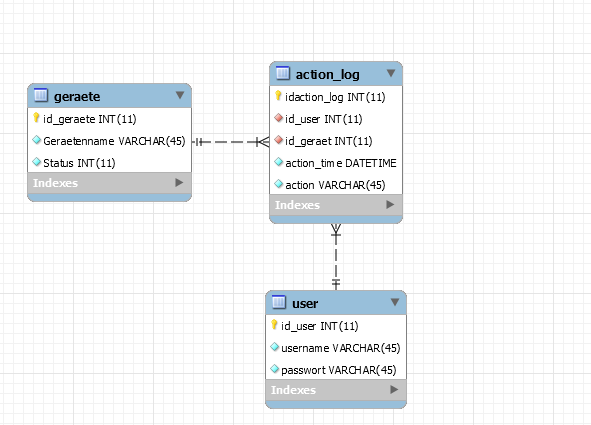 geraete
id_geraete INT(11)
Geraetenname VARCHAR(45)
Status INT(11)
Indexes
action_log
idaction_log INT(11)
id_user INT(11)
id_geraet INT(11)
action_time DATETIME
action VARCHAR(45)
Indexes
user
id_user INT(11)
username VARCHAR(45)
passwort VARCHAR(45)
Indexes